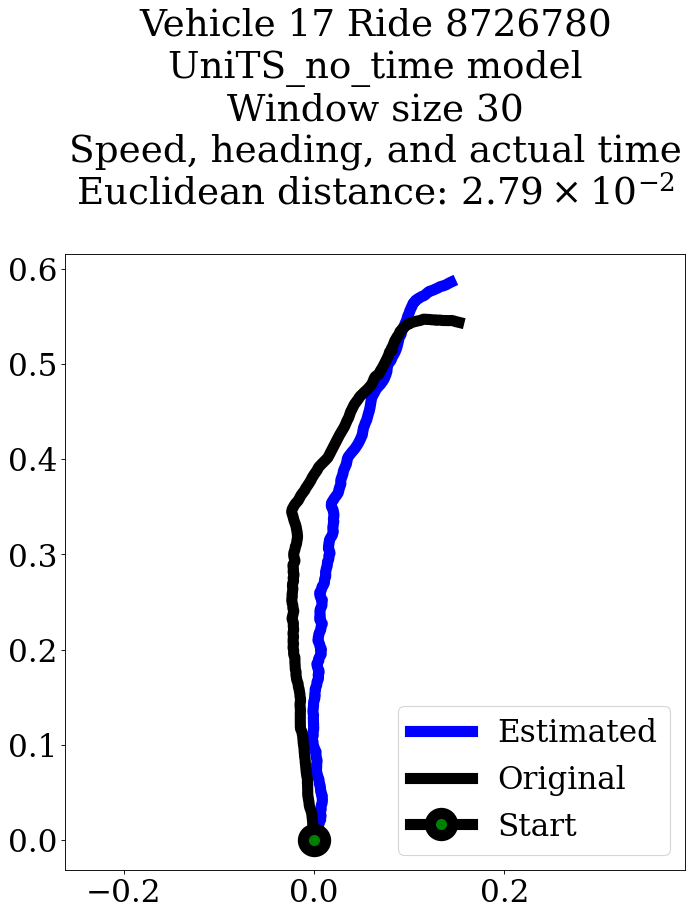 Vehicle 17 Ride 8726780
UniTS_no_time model
Window size 30
Speed, heading, and actual time
Euclidean distance: 2.79 × 10⁻²
0.6
0.5
0.4
0.3
0.2
0.1
0.0
−0.2 0.0 0.2
Estimated
Original
Start